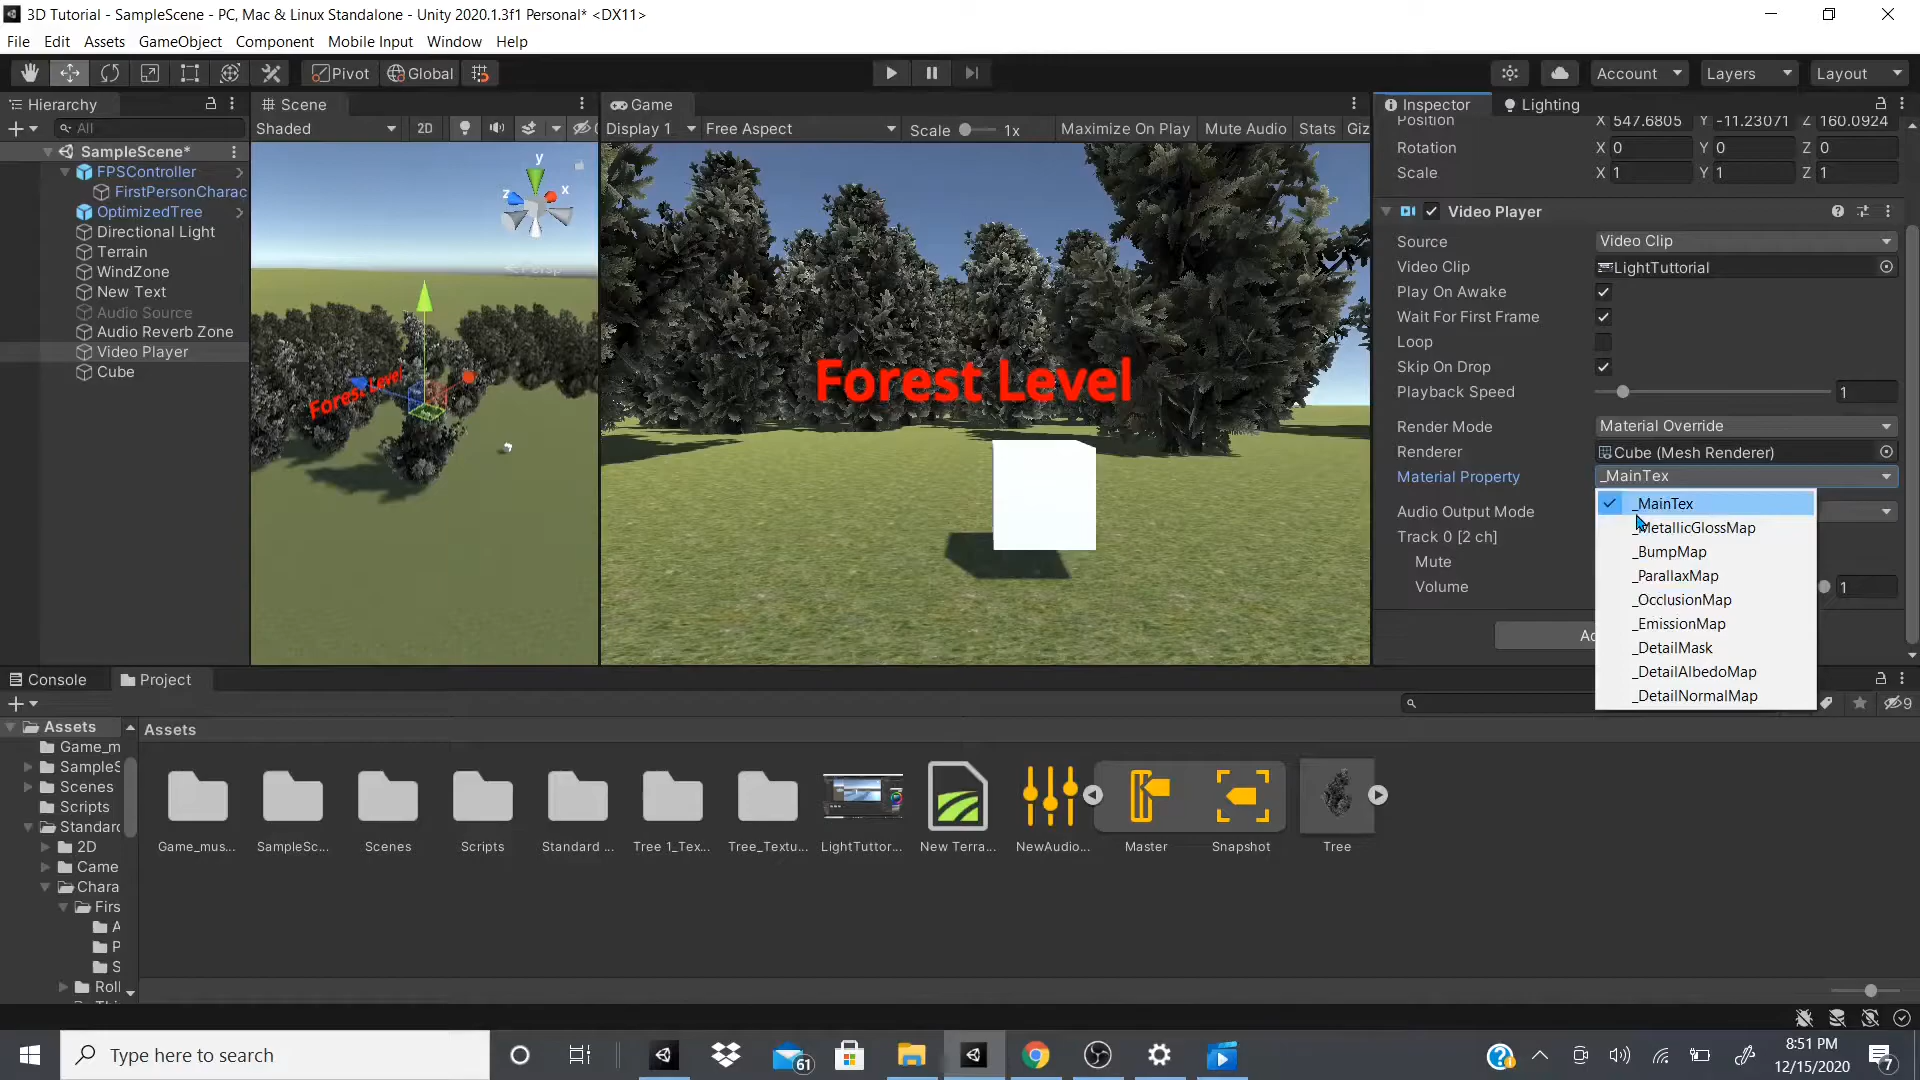 3D Tutorial - SampleScene - PC, Mac & Linux Standalone - Unity 2020.1.3f1 Personal* <DX11>
File Edit Assets GameObject Component Mobile Input Window Help
Pivot Global Account Layers Layout
Hierarchy
All
SampleScene*
FPSController
FirstPersonCharac
OptimizedTree
Directional Light
Terrain
WindZone
New Text
Audio Source
Audio Reverb Zone
Video Player
Cube
Scene
Shaded 2D
y
z x
Persp
Forest Level
Game
Display 1 Free Aspect Scale 1x Maximize On Play Mute Audio Stats Giz
Forest Level
Inspector Lighting
Position X 547.6805 Y -11.23071 Z 160.0924
Rotation X 0 Y 0 Z 0
Scale X 1 Y 1 Z 1
Video Player
Source Video Clip
Video Clip LightTuttorial
Play On Awake
Wait For First Frame
Loop
Skip On Drop
Playback Speed 1
Render Mode Material Override
Renderer Cube (Mesh Renderer)
Material Property _MainTex
_MainTex
_MetallicGlossMap
_BumpMap
_ParallaxMap
_OcclusionMap
_EmissionMap
_DetailMask
_DetailAlbedoMap
_DetailNormalMap
Audio Output Mode
Track 0 [2 ch]
Mute
Volume 1
Console Project
9
Assets
Game_m
SampleS
Scenes
Scripts
Standard
2D
Came
Chara
Firs
A
P
S
Roll
Assets
Game_mus... SampleSc... Scenes Scripts Standard ... Tree 1_Tex... Tree_Textu... LightTuttor... New Terra... NewAudio... Master Snapshot Tree
Type here to search
61
8:51 PM
12/15/2020
7